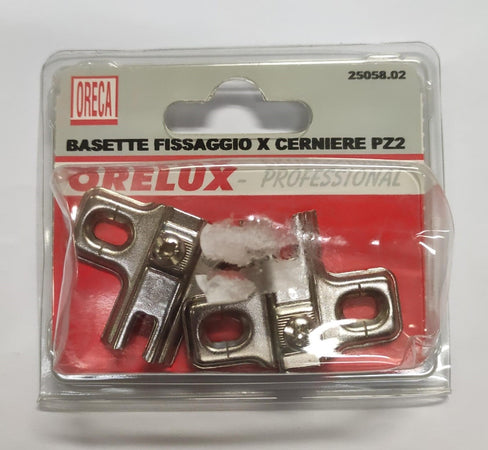 ORECA
25058.02
BASETTE FISSAGGIO X CERNIERE PZ2
ORELUX - PROFESSIONAL